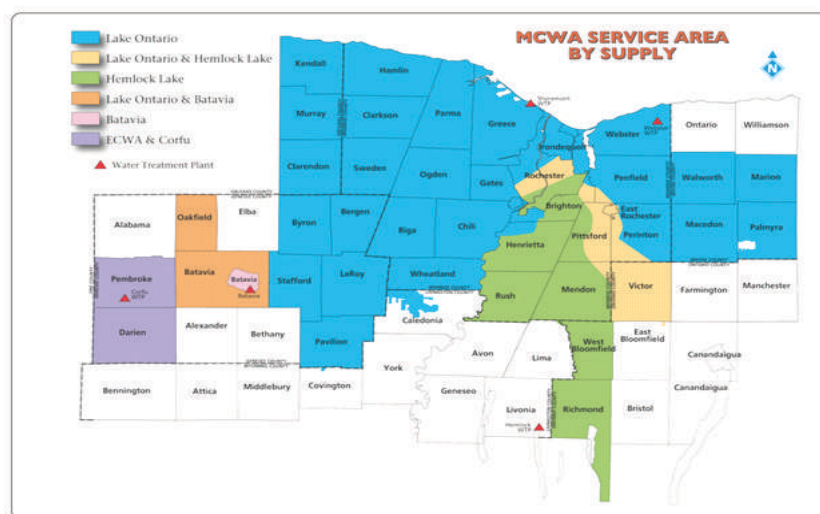 MCWA SERVICE AREA
BY SUPPLY
N
Lake Ontario
Lake Ontario & Hemlock Lake
Hemlock Lake
Lake Ontario & Batavia
Batavia
ECWA & Corfu
Water Treatment Plant
Kendall
Hamlin
Parma
Greece
Shoremont
WTP
Webster
Webster
WTP
Ontario
Williamson
Murray
Clarkson
Irondequoit
Clarendon
Sweden
Ogden
Gates
Rochester
Penfield
Walworth
Marion
Alabama
Oakfield
Elba
Byron
Bergen
Riga
Chili
Brighton
East
Rochester
Perinton
Macedon
Palmyra
Henrietta
Pittsford
Pembroke
Corfu
WTP
Batavia
Batavia
Batavia
Stafford
LeRoy
Wheatland
Rush
Mendon
Victor
Farmington
Manchester
Darien
Alexander
Bethany
Pavilion
Caledonia
Avon
Lima
West
Bloomfield
East
Bloomfield
Canandaigua
Bennington
Attica
Middlebury
Covington
York
Geneseo
Livonia
Hemlock
WTP
Richmond
Bristol
Canandaigua